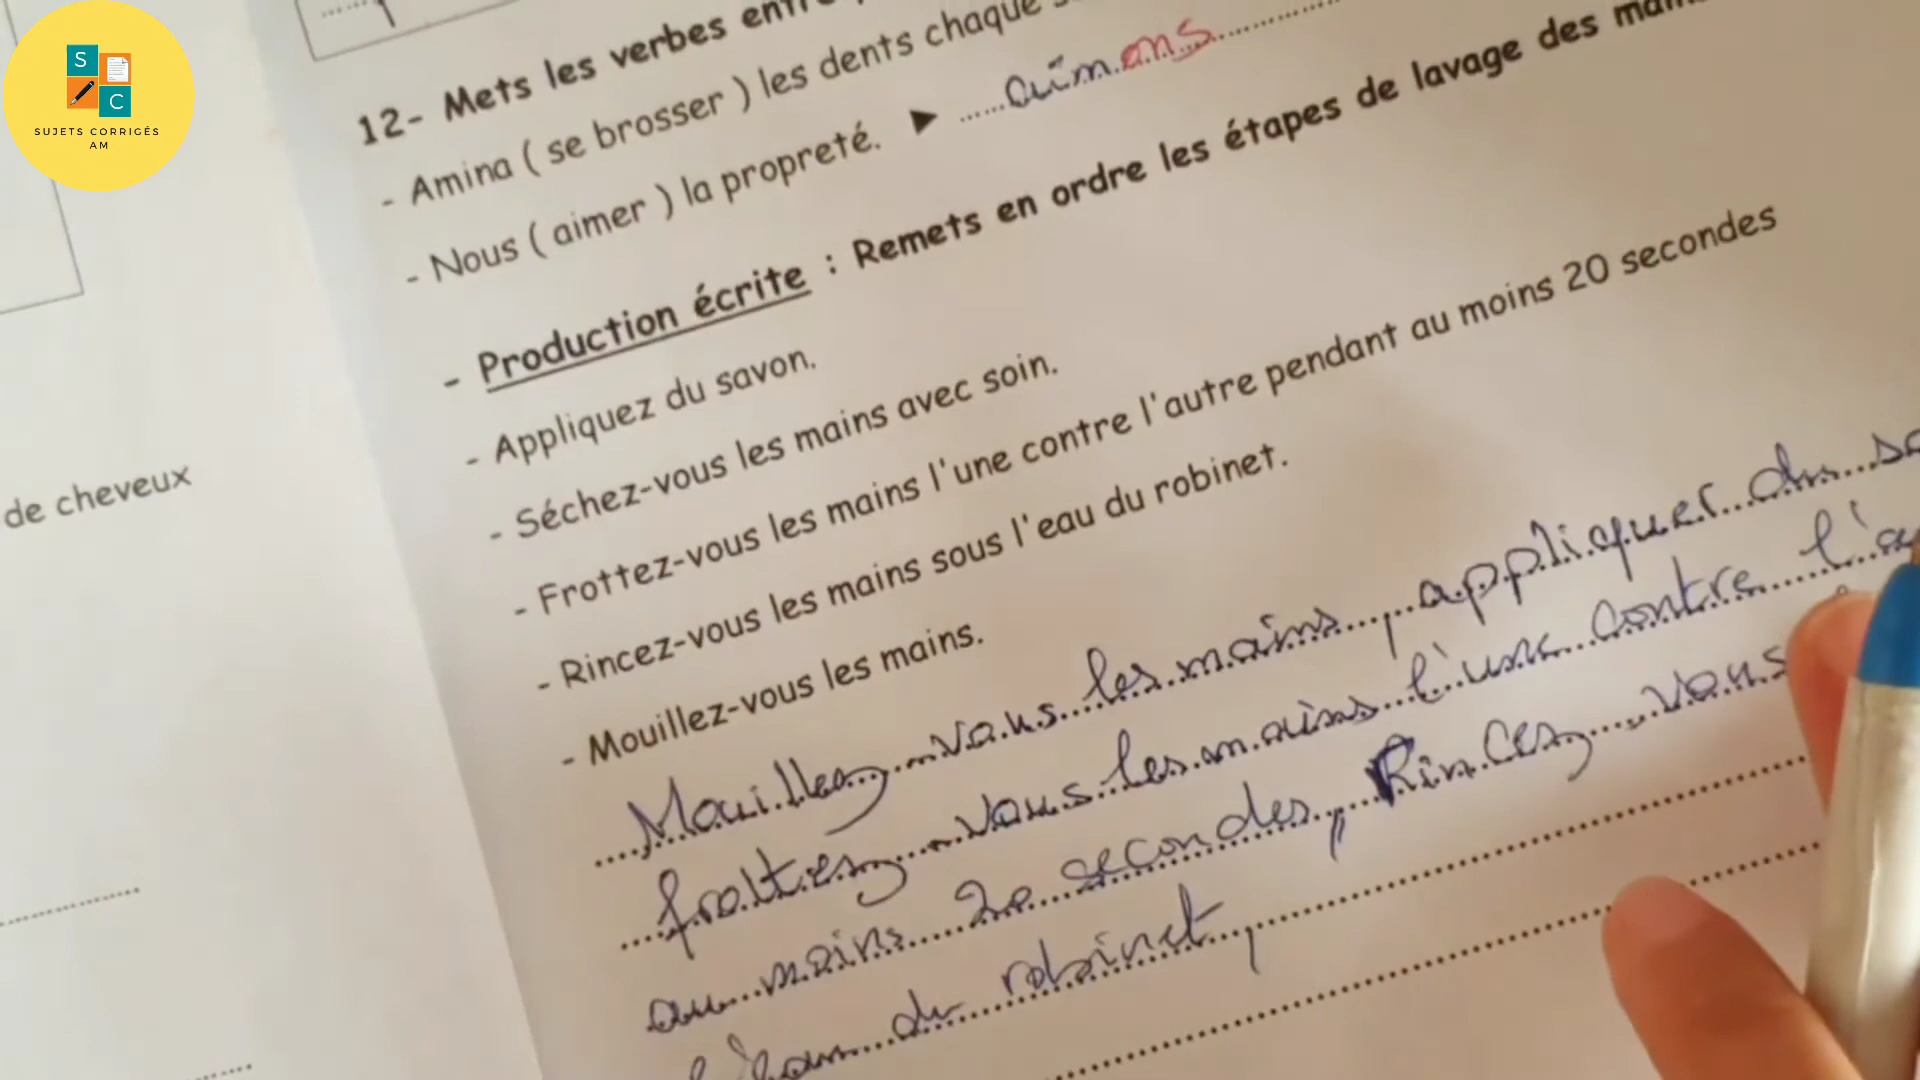 S
C
SUJETS CORRIGÉS
AM
12- Mets les verbes
- Amina ( se brosser ) les dents chaque
- Nous ( aimer ) la propreté. ► aimons
- Production écrite : Remets en ordre les étapes de lavage des
- Appliquez du savon.
- Séchez-vous les mains avec soin.
- Frottez-vous les mains l'une contre l'autre pendant au moins 20 secondes
- Rincez-vous les mains sous l'eau du robinet.
- Mouillez-vous les mains.
Mouillez-vous les mains, appliquer du
frottez-vous les mains l'une contre
au moins 20 secondes, Rincez-vous
l'eau du robinet,
de cheveux